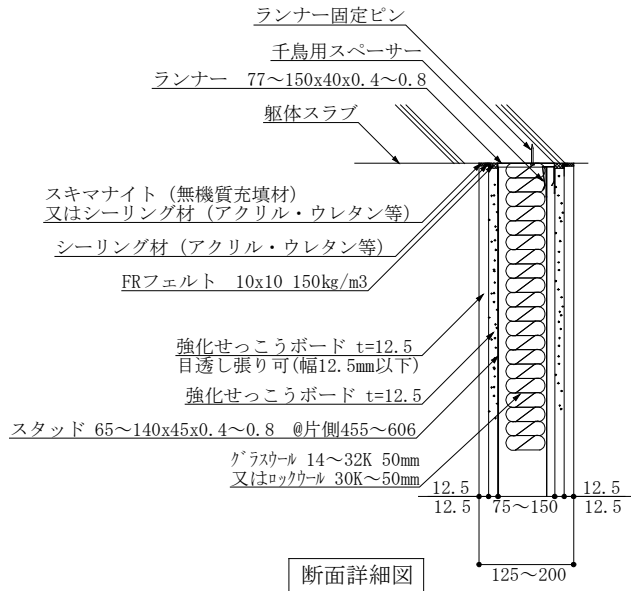 ランナー固定ピン
千鳥用スペーサー
ランナー 77～150x40x0.4～0.8
躯体スラブ
スキマナイト（無機質充填材）
又はシーリング材（アクリル・ウレタン等）
シーリング材（アクリル・ウレタン等）
FRフェルト 10x10 150kg/m3
強化せっこうボード t=12.5
目透し張り可(幅12.5mm以下)
強化せっこうボード t=12.5
スタッド 65～140x45x0.4～0.8 @片側455～606
ｸﾞﾗｽｳｰﾙ 14～32K 50mm
又はﾛｯｸｳｰﾙ 30K～50mm
12.5 12.5
12.5 75～150 12.5
125～200
断面詳細図